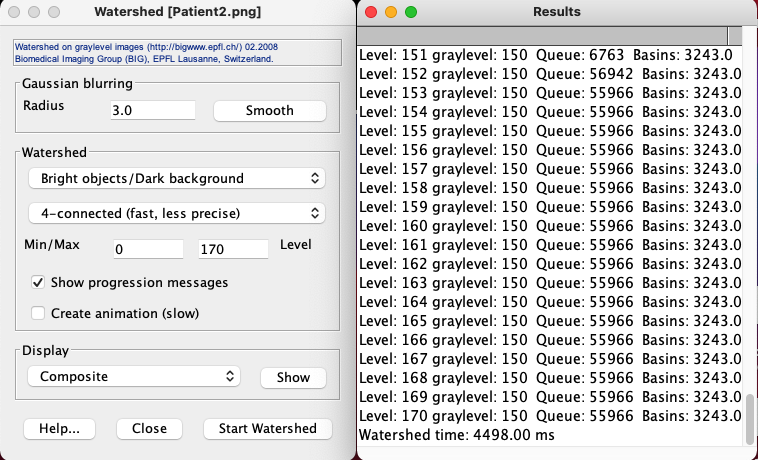 Watershed [Patient2.png]
Watershed on graylevel images (http://bigwww.epfl.ch/) 02.2008
Biomedical Imaging Group (BIG), EPFL Lausanne, Switzerland.
Gaussian blurring
Radius 3.0 Smooth
Watershed
Bright objects/Dark background
4-connected (fast, less precise)
Min/Max 0 170 Level
Show progression messages
Create animation (slow)
Display
Composite Show
Help... Close Start Watershed
Results
Level: 151 graylevel: 150 Queue: 6763 Basins: 3243.0
Level: 152 graylevel: 150 Queue: 56942 Basins: 3243.0
Level: 153 graylevel: 150 Queue: 55966 Basins: 3243.0
Level: 154 graylevel: 150 Queue: 55966 Basins: 3243.0
Level: 155 graylevel: 150 Queue: 55966 Basins: 3243.0
Level: 156 graylevel: 150 Queue: 55966 Basins: 3243.0
Level: 157 graylevel: 150 Queue: 55966 Basins: 3243.0
Level: 158 graylevel: 150 Queue: 55966 Basins: 3243.0
Level: 159 graylevel: 150 Queue: 55966 Basins: 3243.0
Level: 160 graylevel: 150 Queue: 55966 Basins: 3243.0
Level: 161 graylevel: 150 Queue: 55966 Basins: 3243.0
Level: 162 graylevel: 150 Queue: 55966 Basins: 3243.0
Level: 163 graylevel: 150 Queue: 55966 Basins: 3243.0
Level: 164 graylevel: 150 Queue: 55966 Basins: 3243.0
Level: 165 graylevel: 150 Queue: 55966 Basins: 3243.0
Level: 166 graylevel: 150 Queue: 55966 Basins: 3243.0
Level: 167 graylevel: 150 Queue: 55966 Basins: 3243.0
Level: 168 graylevel: 150 Queue: 55966 Basins: 3243.0
Level: 169 graylevel: 150 Queue: 55966 Basins: 3243.0
Level: 170 graylevel: 150 Queue: 55966 Basins: 3243.0
Watershed time: 4498.00 ms